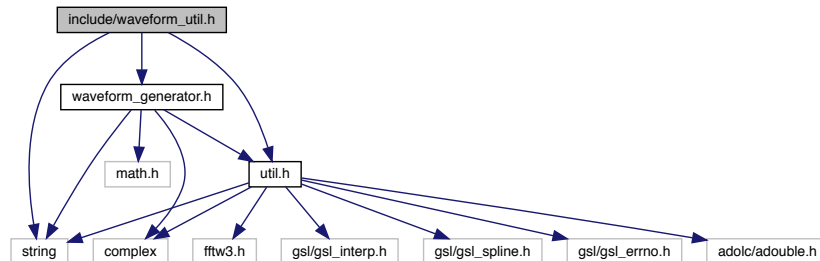 include/waveform_util.h
waveform_generator.h
math.h
util.h
string
complex
fftw3.h
gsl/gsl_interp.h
gsl/gsl_spline.h
gsl/gsl_errno.h
adolc/adouble.h